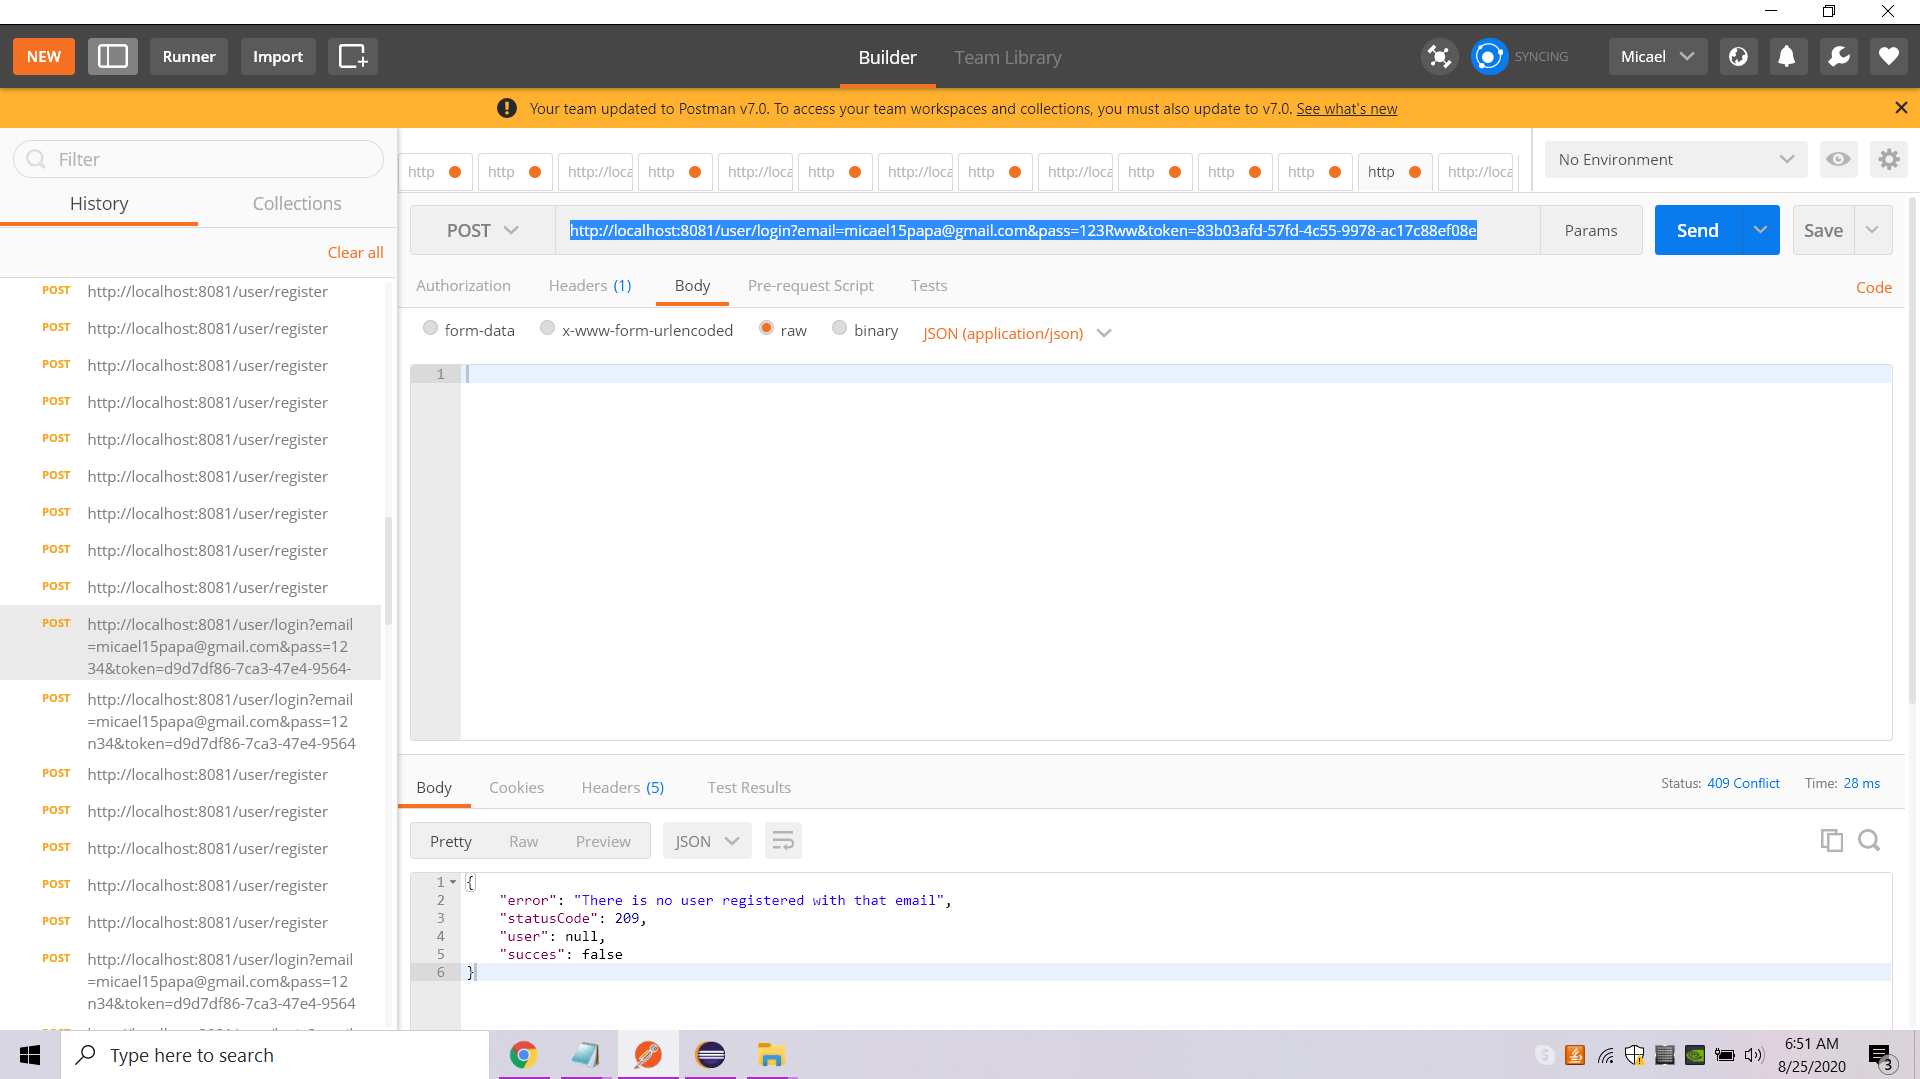 NEW
Runner
Import
Builder
Team Library
SYNCING
Micael
Your team updated to Postman v7.0. To access your team workspaces and collections, you must also update to v7.0. See what's new
Filter
History
Collections
Clear all
POST http://localhost:8081/user/register
POST http://localhost:8081/user/register
POST http://localhost:8081/user/register
POST http://localhost:8081/user/register
POST http://localhost:8081/user/register
POST http://localhost:8081/user/register
POST http://localhost:8081/user/register
POST http://localhost:8081/user/register
POST http://localhost:8081/user/register
POST http://localhost:8081/user/login?email
=micael15papa@gmail.com&pass=12
34&token=d9d7df86-7ca3-47e4-9564-
POST http://localhost:8081/user/login?email
=micael15papa@gmail.com&pass=12
n34&token=d9d7df86-7ca3-47e4-9564
POST http://localhost:8081/user/register
POST http://localhost:8081/user/register
POST http://localhost:8081/user/register
POST http://localhost:8081/user/register
POST http://localhost:8081/user/register
POST http://localhost:8081/user/login?email
=micael15papa@gmail.com&pass=12
n34&token=d9d7df86-7ca3-47e4-9564
http
http
http://loca
http
http://loca
http
http://loca
http
http://loca
http
http
http
http
http://loca
No Environment
POST
http://localhost:8081/user/login?email=micael15papa@gmail.com&pass=123Rww&token=83b03afd-57fd-4c55-9978-ac17c88ef08e
Params
Send
Save
Authorization
Headers (1)
Body
Pre-request Script
Tests
Code
form-data
x-www-form-urlencoded
raw
binary
JSON (application/json)
1
Body
Cookies
Headers (5)
Test Results
Status: 409 Conflict
Time: 28 ms
Pretty
Raw
Preview
JSON
1 {
2 "error": "There is no user registered with that email",
3 "statusCode": 209,
4 "user": null,
5 "succes": false
6 }
Type here to search
6:51 AM
8/25/2020
3